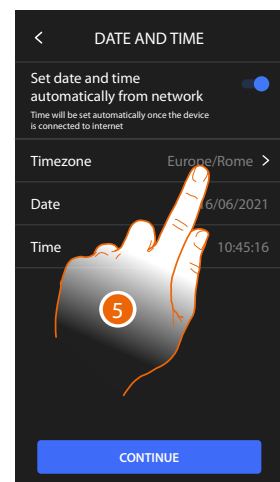 DATE AND TIME
Set date and time
automatically from network
Time will be set automatically once the device
is connected to internet
Timezone Europe/Rome >
Date 6/06/2021
Time 10:45:16
5
CONTINUE